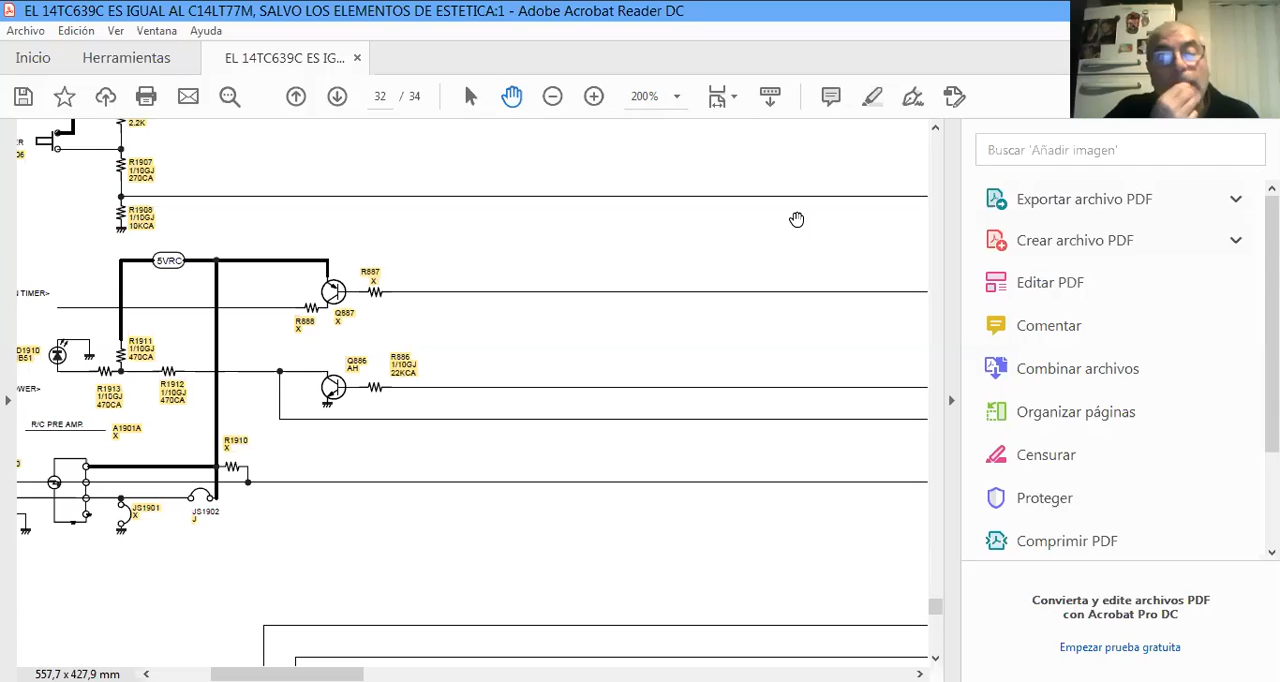 EL 14TC639C ES IGUAL AL C14LT77M, SALVO LOS ELEMENTOS DE ESTETICA:1 - Adobe Acrobat Reader DC
Archivo Edición Ver Ventana Ayuda
Inicio Herramientas EL 14TC639C ES IG... ×
32 / 34 200%
2.2K
R1907
1/10GJ
270CA
R1908
1/10GJ
10KCA
5VRC
R887
X
N TIMER>
R888
X
Q887
X
D1910
B51
R1911
1/10GJ
470CA
Q886
AH
R886
1/10GJ
22KCA
R1913
1/10GJ
470CA
R1912
1/10GJ
470CA
OWER>
R/C PRE AMP.
A1901A
X
R1910
X
JS1901
X
JS1902
J
557,7 x 427,9 mm
Buscar 'Añadir imagen'
Exportar archivo PDF
Crear archivo PDF
Editar PDF
Comentar
Combinar archivos
Organizar páginas
Censurar
Proteger
Comprimir PDF
Convierta y edite archivos PDF
con Acrobat Pro DC
Empezar prueba gratuita